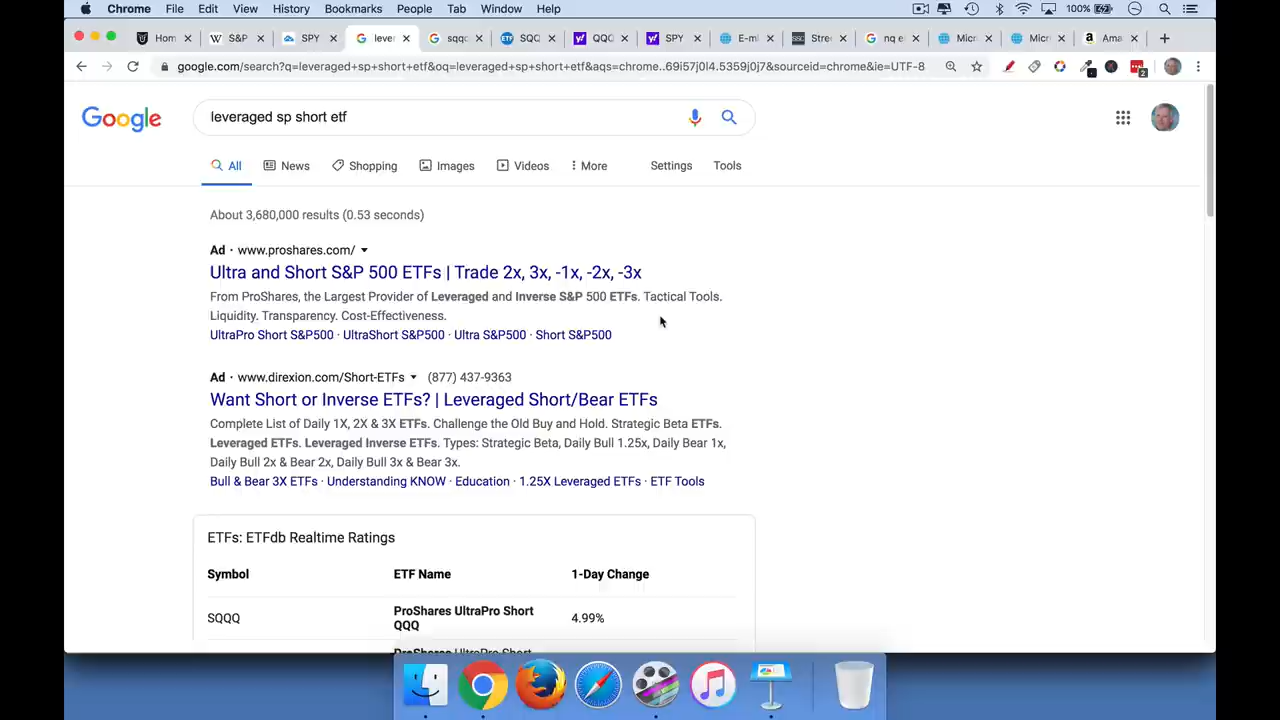 Chrome File Edit View History Bookmarks People Tab Window Help 100%
Hom S&P SPY lever sqqq SQQ QQQ SPY E-mi Stre nq e Micr Micr Ama
google.com/search?q=leveraged+sp+short+etf&oq=leveraged+sp+short+etf&aqs=chrome..69i57j0l4.5359j0j7&sourceid=chrome&ie=UTF-8 2
Google leveraged sp short etf
All News Shopping Images Videos More Settings Tools
About 3,680,000 results (0.53 seconds)
Ad · www.proshares.com/
Ultra and Short S&P 500 ETFs | Trade 2x, 3x, -1x, -2x, -3x
From ProShares, the Largest Provider of Leveraged and Inverse S&P 500 ETFs. Tactical Tools.
Liquidity. Transparency. Cost-Effectiveness.
UltraPro Short S&P500 · UltraShort S&P500 · Ultra S&P500 · Short S&P500
Ad · www.direxion.com/Short-ETFs (877) 437-9363
Want Short or Inverse ETFs? | Leveraged Short/Bear ETFs
Complete List of Daily 1X, 2X & 3X ETFs. Challenge the Old Buy and Hold. Strategic Beta ETFs.
Leveraged ETFs. Leveraged Inverse ETFs. Types: Strategic Beta, Daily Bull 1.25x, Daily Bear 1x,
Daily Bull 2x & Bear 2x, Daily Bull 3x & Bear 3x.
Bull & Bear 3X ETFs · Understanding KNOW · Education · 1.25X Leveraged ETFs · ETF Tools
ETFs: ETFdb Realtime Ratings
Symbol ETF Name 1-Day Change
SQQQ ProShares UltraPro Short
QQQ 4.99%
ProShares UltraPro Short